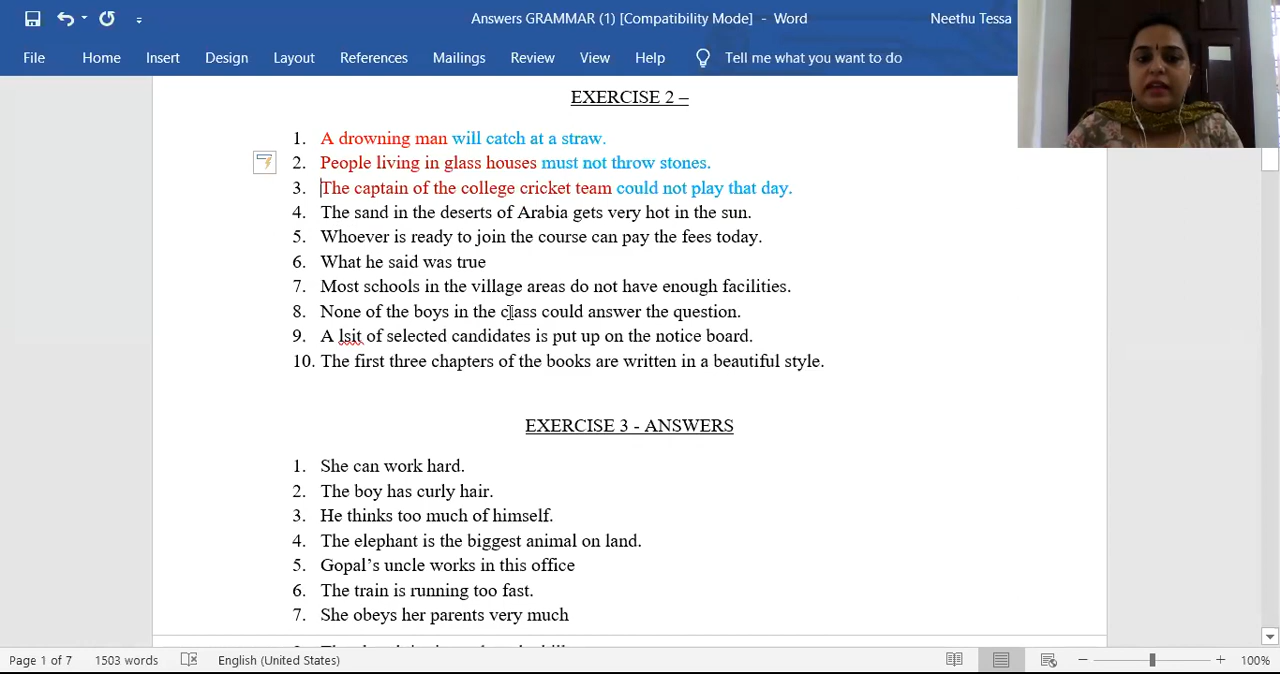 Answers GRAMMAR (1) [Compatibility Mode] - Word
Neethu Tessa
File Home Insert Design Layout References Mailings Review View Help Tell me what you want to do
EXERCISE 2 –
1. A drowning man will catch at a straw.
2. People living in glass houses must not throw stones.
3. The captain of the college cricket team could not play that day.
4. The sand in the deserts of Arabia gets very hot in the sun.
5. Whoever is ready to join the course can pay the fees today.
6. What he said was true
7. Most schools in the village areas do not have enough facilities.
8. None of the boys in the class could answer the question.
9. A lsit of selected candidates is put up on the notice board.
10. The first three chapters of the books are written in a beautiful style.
EXERCISE 3 - ANSWERS
1. She can work hard.
2. The boy has curly hair.
3. He thinks too much of himself.
4. The elephant is the biggest animal on land.
5. Gopal’s uncle works in this office
6. The train is running too fast.
7. She obeys her parents very much
Page 1 of 7 1503 words English (United States) 100%